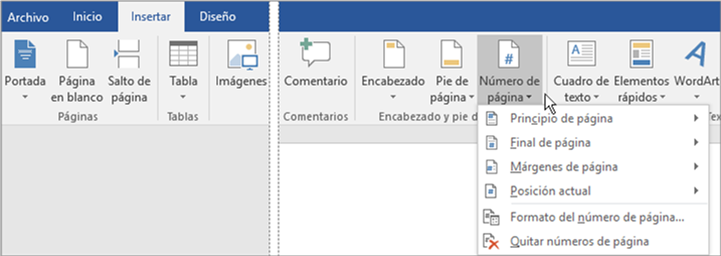 Archivo Inicio Insertar Diseño
Portada Página en blanco Salto de página Tabla Imágenes Comentario Encabezado Pie de página Número de página Cuadro de texto Elementos rápidos WordArt
Páginas Tablas Comentarios Encabezado y pie d
Principio de página
Final de página
Márgenes de página
Posición actual
Formato del número de página...
Quitar números de página